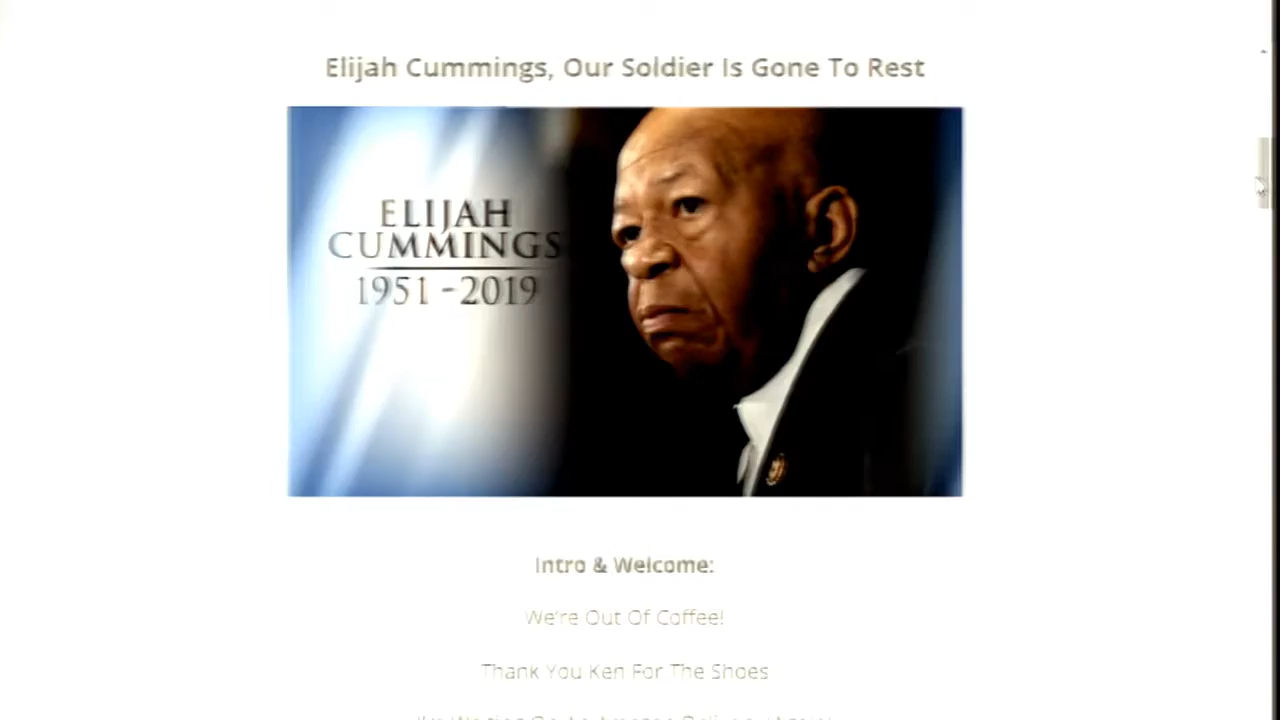 Elijah Cummings, Our Soldier Is Gone To Rest
ELIJAH
CUMMINGS
1951 - 2019
Intro & Welcome:
We're Out Of Coffee!
Thank You Ken For The Shoes